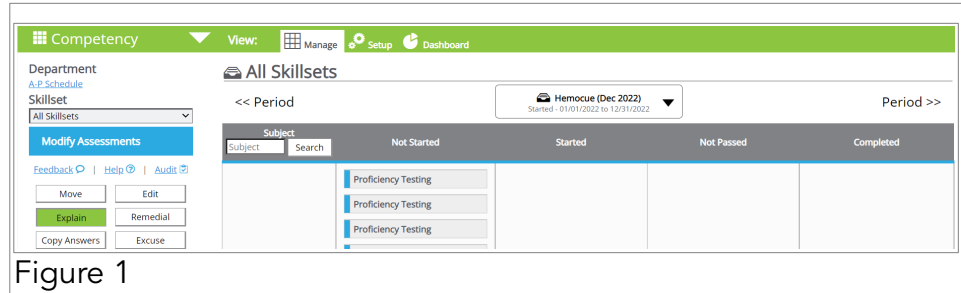 Competency View: Manage Setup Dashboard
Department
A-P Schedule
Skillset
All Skillsets
Modify Assessments
Feedback | Help | Audit
Move Edit
Explain Remedial
Copy Answers Excuse
All Skillsets
<< Period Hemocue (Dec 2022) Period >>
Started - 01/01/2022 to 12/31/2022
Subject Not Started Started Not Passed Completed
Subject Search
Proficiency Testing
Proficiency Testing
Proficiency Testing
Figure 1